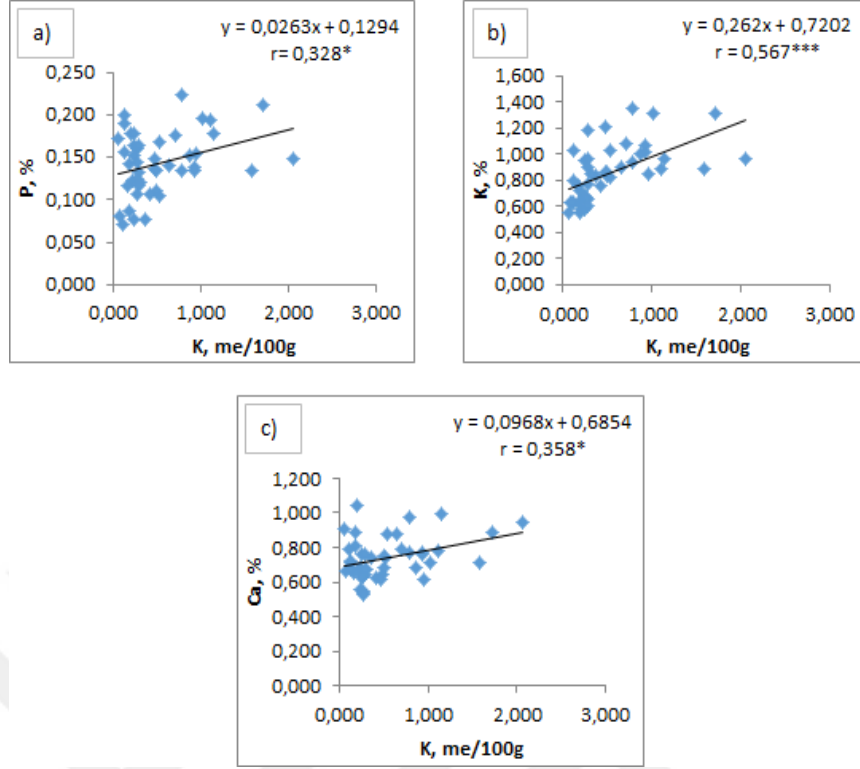 a)
y = 0,0263x + 0,1294
r= 0,328*
0,250
0,200
0,150
0,100
0,050
0,000
P, %
0,000 1,000 2,000 3,000
K, me/100g
b)
y = 0,262x + 0,7202
r = 0,567***
1,600
1,400
1,200
1,000
0,800
0,600
0,400
0,200
0,000
K, %
0,000 1,000 2,000 3,000
K, me/100g
c)
y = 0,0968x + 0,6854
r = 0,358*
1,200
1,000
0,800
0,600
0,400
0,200
0,000
Ca, %
0,000 1,000 2,000 3,000
K, me/100g